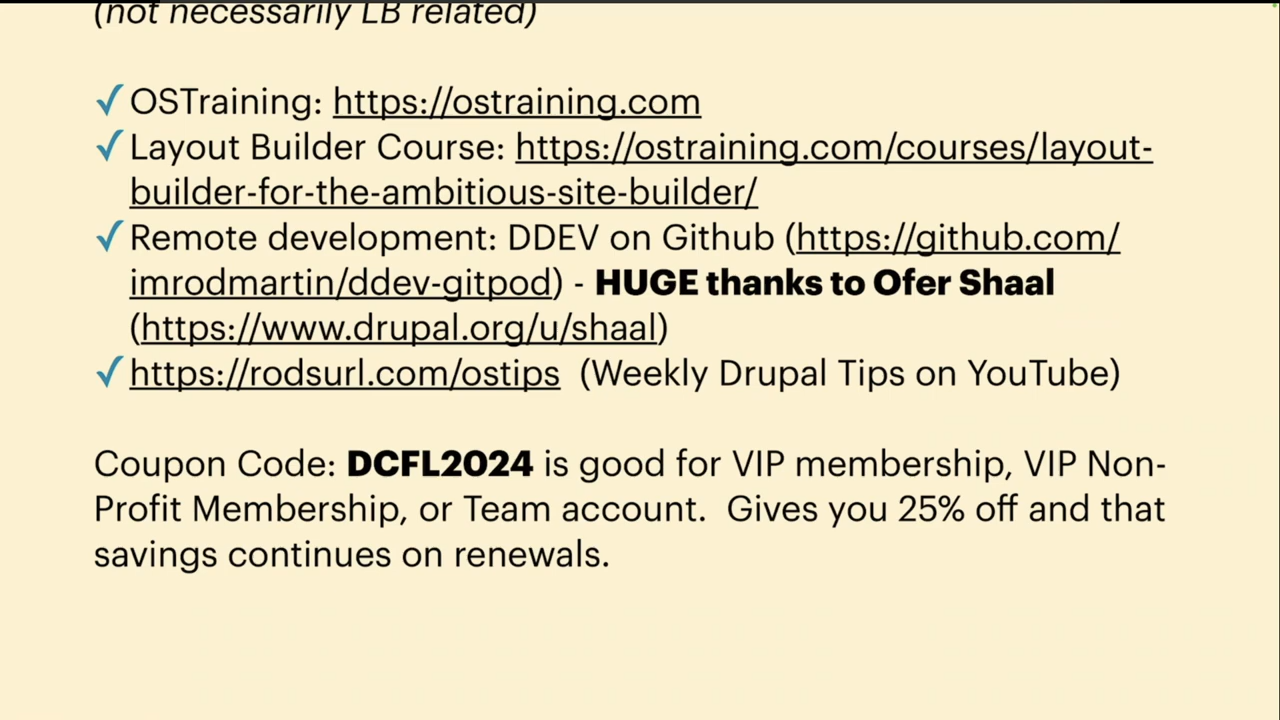 (not necessarily LB related)
✓ OSTraining: https://ostraining.com
✓ Layout Builder Course: https://ostraining.com/courses/layout-
builder-for-the-ambitious-site-builder/
✓ Remote development: DDEV on Github (https://github.com/
imrodmartin/ddev-gitpod) - HUGE thanks to Ofer Shaal
(https://www.drupal.org/u/shaal)
✓ https://rodsurl.com/ostips  (Weekly Drupal Tips on YouTube)
Coupon Code: DCFL2024 is good for VIP membership, VIP Non-
Profit Membership, or Team account.  Gives you 25% off and that
savings continues on renewals.